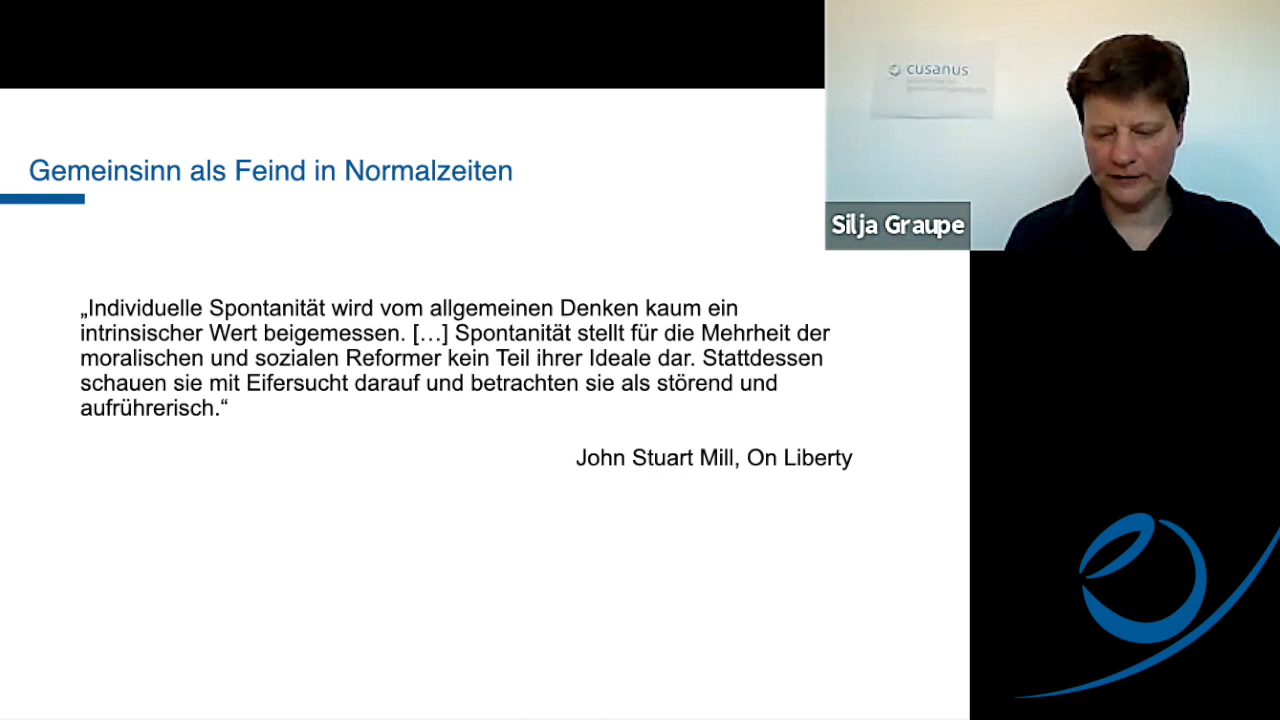 cusanus
Gemeinsinn als Feind in Normalzeiten
Silja Graupe
„Individuelle Spontanität wird vom allgemeinen Denken kaum ein
intrinsischer Wert beigemessen. […] Spontanität stellt für die Mehrheit der
moralischen und sozialen Reformer kein Teil ihrer Ideale dar. Stattdessen
schauen sie mit Eifersucht darauf und betrachten sie als störend und
aufrührerisch.“
John Stuart Mill, On Liberty